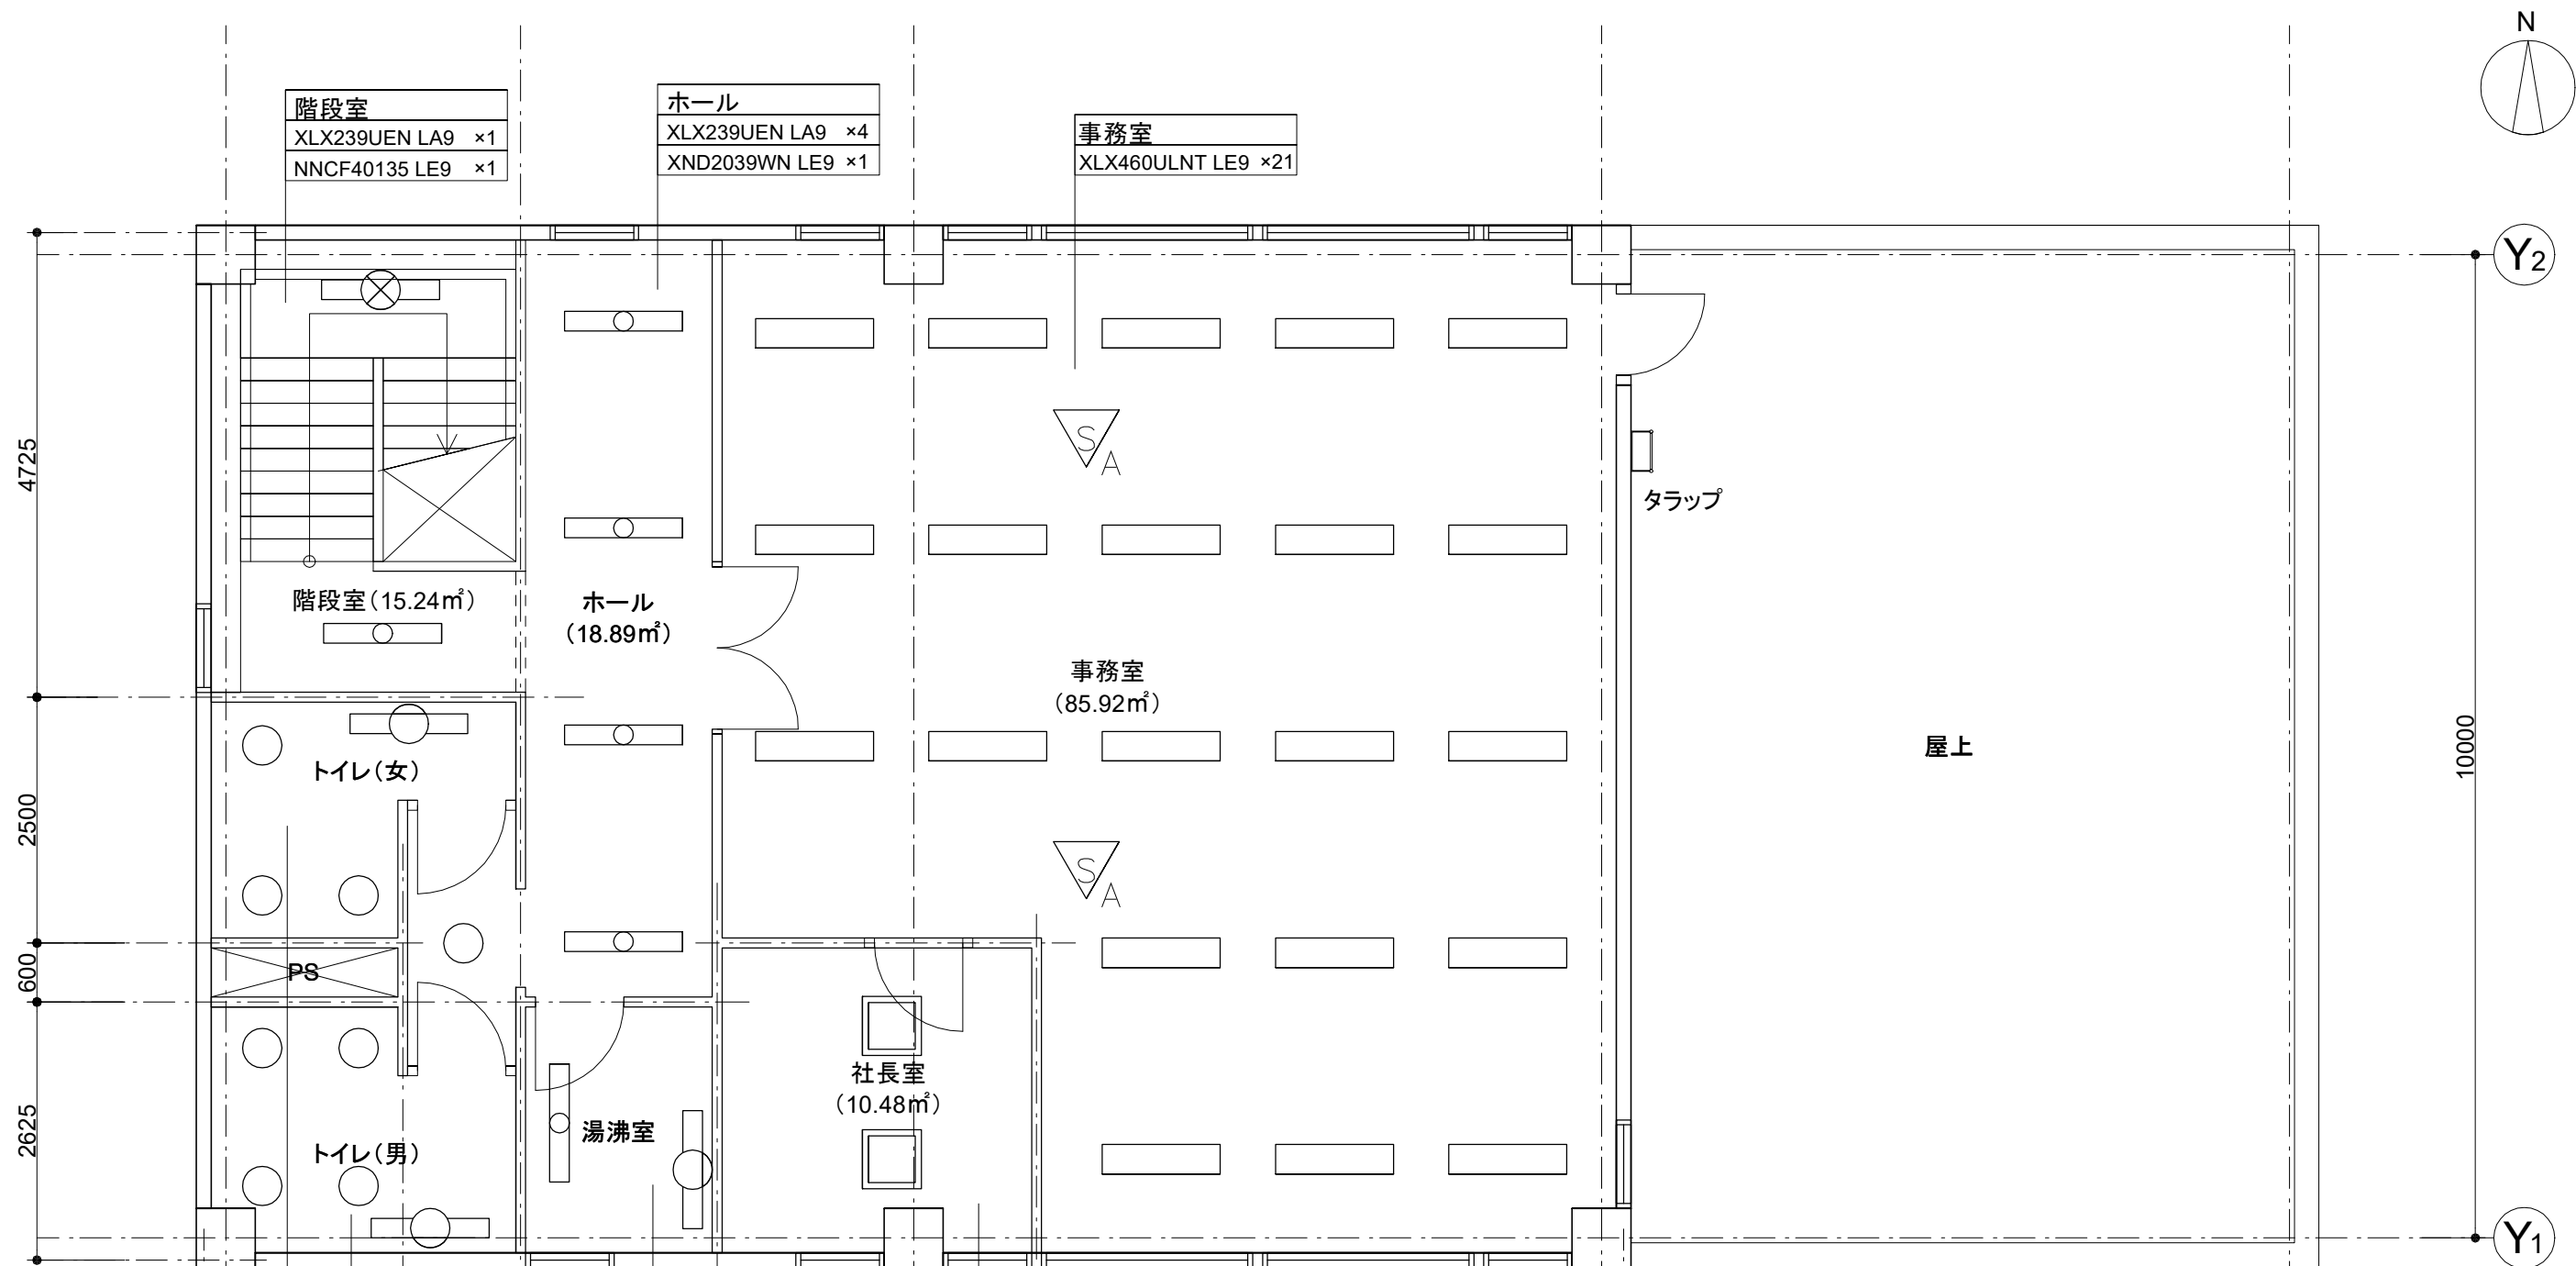 N
階段室
XLX239UEN LA9 ×1
NNCF40135 LE9 ×1
ホール
XLX239UEN LA9 ×4
XND2039WN LE9 ×1
事務室
XLX460ULNT LE9 ×21
Y2
4725
S
A
タラップ
階段室(15.24㎡)
ホール
(18.89㎡)
事務室
(85.92㎡)
屋上
10000
トイレ(女)
2500
S
A
600
PS
社長室
(10.48㎡)
湯沸室
トイレ(男)
2625
Y1